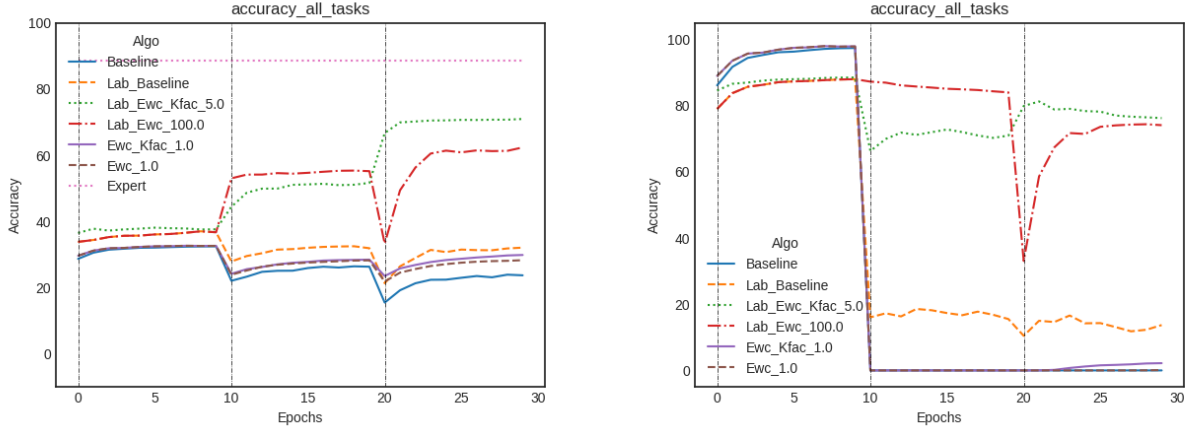 accuracy_all_tasks
100
80
60
40
20
0
Accuracy
Algo
Baseline
Lab_Baseline
Lab_Ewc_Kfac_5.0
Lab_Ewc_100.0
Ewc_Kfac_1.0
Ewc_1.0
Expert
0 5 10 15 20 25 30
Epochs
accuracy_all_tasks
100
80
60
40
20
0
Accuracy
Algo
Baseline
Lab_Baseline
Lab_Ewc_Kfac_5.0
Lab_Ewc_100.0
Ewc_Kfac_1.0
Ewc_1.0
0 5 10 15 20 25 30
Epochs